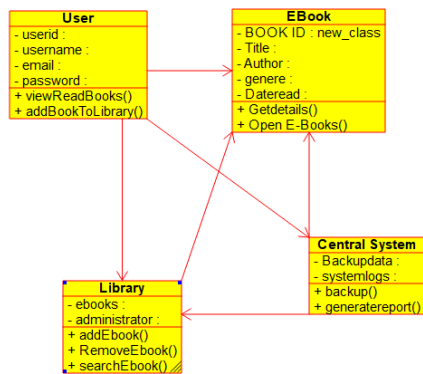 User
- userid :
- username :
- email :
- password :
+ viewReadBooks()
+ addBookToLibrary()
EBook
- BOOK ID : new_class
- Title :
- Author :
- genere :
- Dateread :
+ Getdetails()
+ Open E-Books()
Central System
- Backupdata :
- systemlogs :
+ backup()
+ generatereport()
Library
- ebooks :
- administrator :
+ addEbook()
+ RemoveEbook()
+ searchEbook()